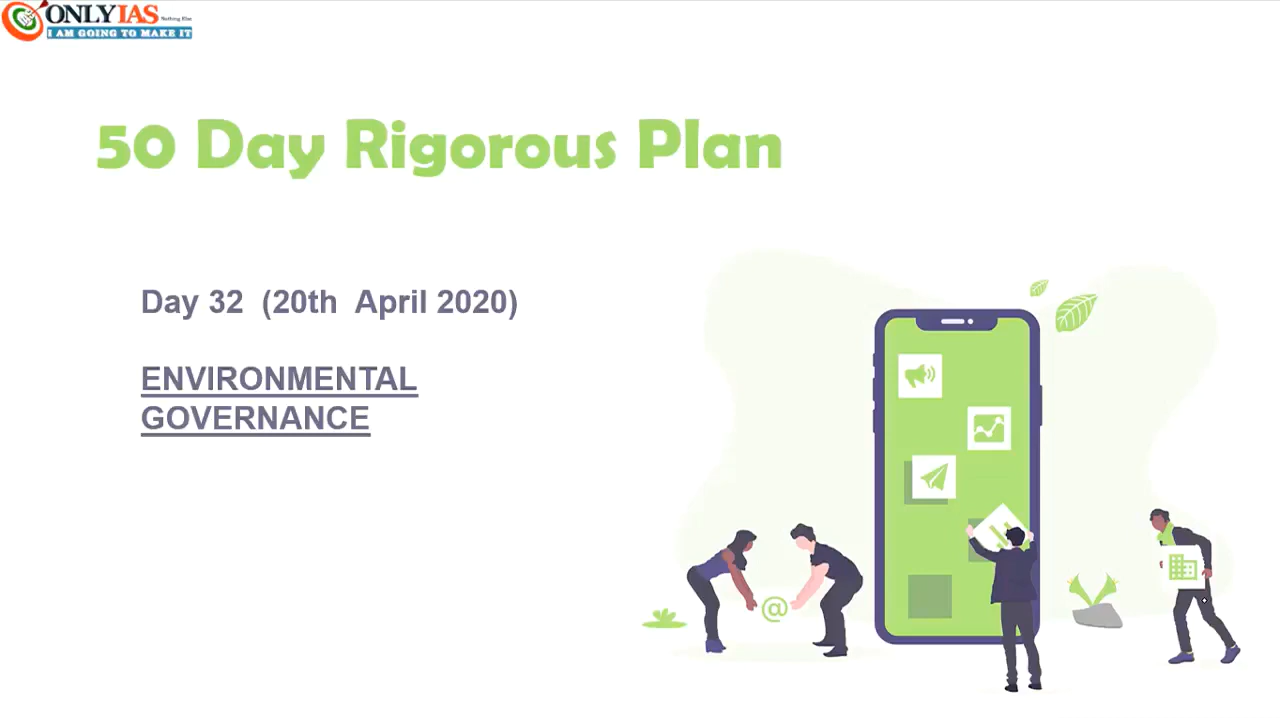 ONLYIAS Nothing Else
I AM GOING TO MAKE IT
50 Day Rigorous Plan
Day 32 (20th April 2020)
ENVIRONMENTAL
GOVERNANCE
@